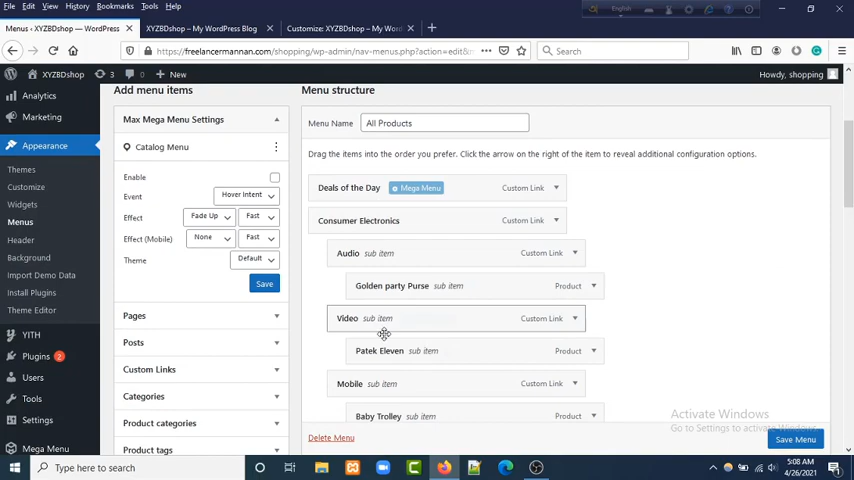 File Edit View History Bookmarks Tools Help
English
Menus ‹ XYZBDshop — WordPress
XYZBDshop – My WordPress Blog
Customize: XYZBDshop – My Word
https://freelancermannan.com/shopping/wp-admin/nav-menus.php?action=edit&
Search
XYZBDshop 3 0 New
Howdy, shopping
Analytics
Marketing
Appearance
Themes
Customize
Widgets
Menus
Header
Background
Import Demo Data
Install Plugins
Theme Editor
YITH
Plugins 2
Users
Tools
Settings
Mega Menu
Add menu items
Max Mega Menu Settings
Catalog Menu
Enable
Event Hover Intent
Effect Fade Up Fast
Effect (Mobile) None Fast
Theme Default
Save
Pages
Posts
Custom Links
Categories
Product categories
Product tags
Menu structure
Menu Name All Products
Drag the items into the order you prefer. Click the arrow on the right of the item to reveal additional configuration options.
Deals of the Day Mega Menu Custom Link
Consumer Electronics Custom Link
Audio sub item Custom Link
Golden party Purse sub item Product
Video sub item Custom Link
Patek Eleven sub item Product
Mobile sub item Custom Link
Baby Trolley sub item Product
Delete Menu
Save Menu
Activate Windows
Go to Settings to activate Windows.
Type here to search
5:08 AM
4/26/2021